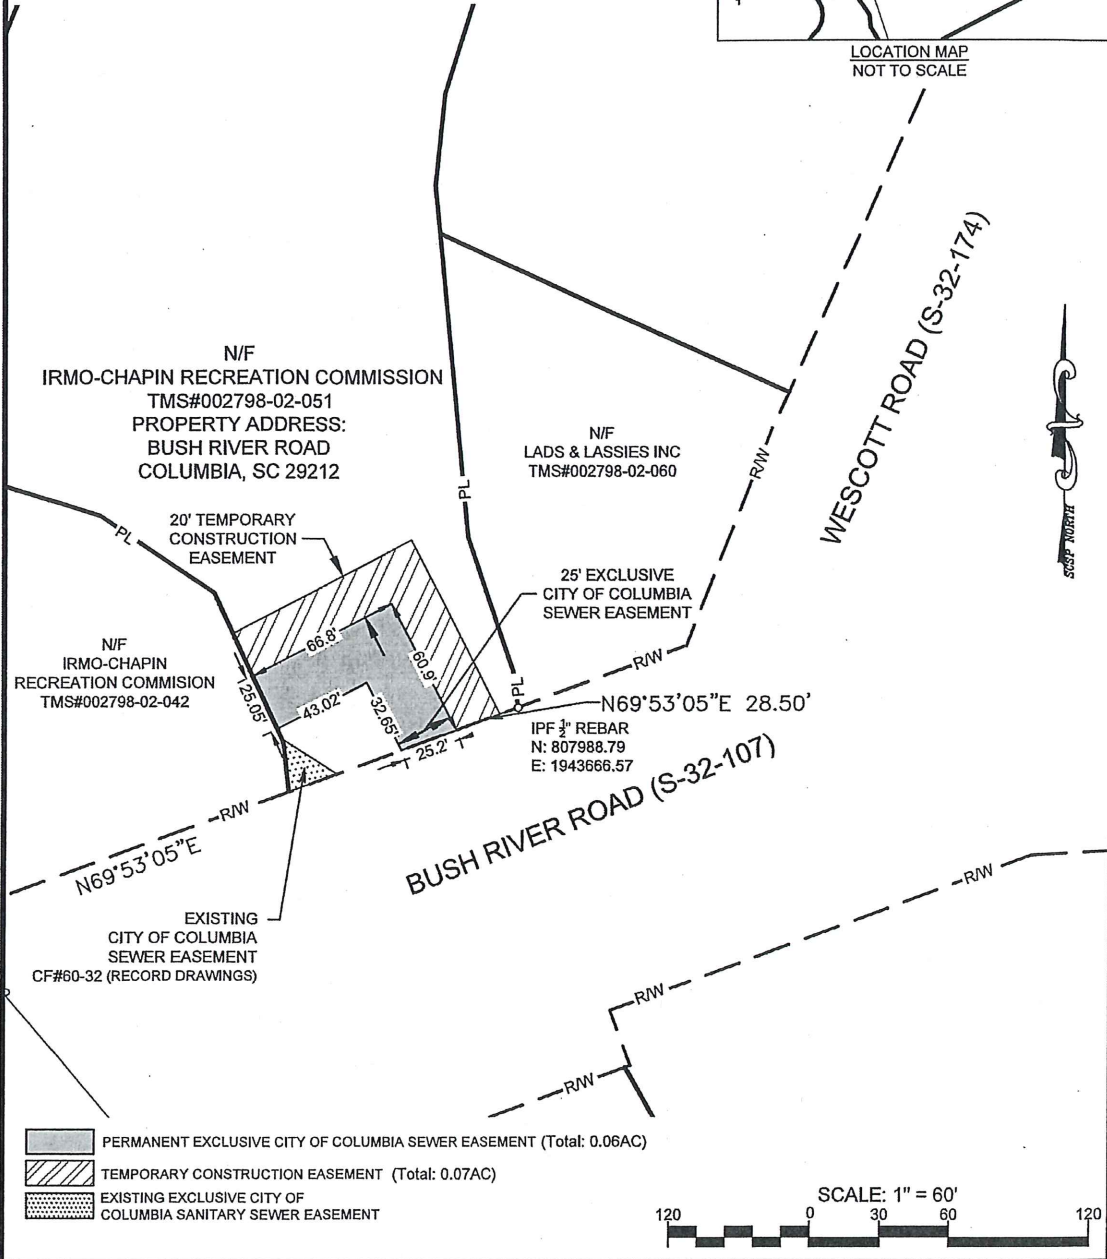 LOCATION MAP
NOT TO SCALE
WESCOTT ROAD (S-32-174)
N/F
IRMO-CHAPIN RECREATION COMMISSION
TMS#002798-02-051
PROPERTY ADDRESS:
BUSH RIVER ROAD
COLUMBIA, SC 29212
N/F
LADS & LASSIES INC
TMS#002798-02-060
R/W
PL
SCSP NORTH
PL
20' TEMPORARY
CONSTRUCTION
EASEMENT
25' EXCLUSIVE
CITY OF COLUMBIA
SEWER EASEMENT
N/F
IRMO-CHAPIN
RECREATION COMMISION
TMS#002798-02-042
66.8'
60.9'
25.05'
43.02'
32.65'
25.2'
R/W
PL
N69°53'05"E 28.50'
IPF ½" REBAR
N: 807988.79
E: 1943666.57
BUSH RIVER ROAD (S-32-107)
R/W
N69°53'05"E
R/W
EXISTING
CITY OF COLUMBIA
SEWER EASEMENT
CF#60-32 (RECORD DRAWINGS)
R/W
R/W
PERMANENT EXCLUSIVE CITY OF COLUMBIA SEWER EASEMENT (Total: 0.06AC)
TEMPORARY CONSTRUCTION EASEMENT (Total: 0.07AC)
EXISTING EXCLUSIVE CITY OF
COLUMBIA SANITARY SEWER EASEMENT
SCALE: 1" = 60'
120 0 30 60 120